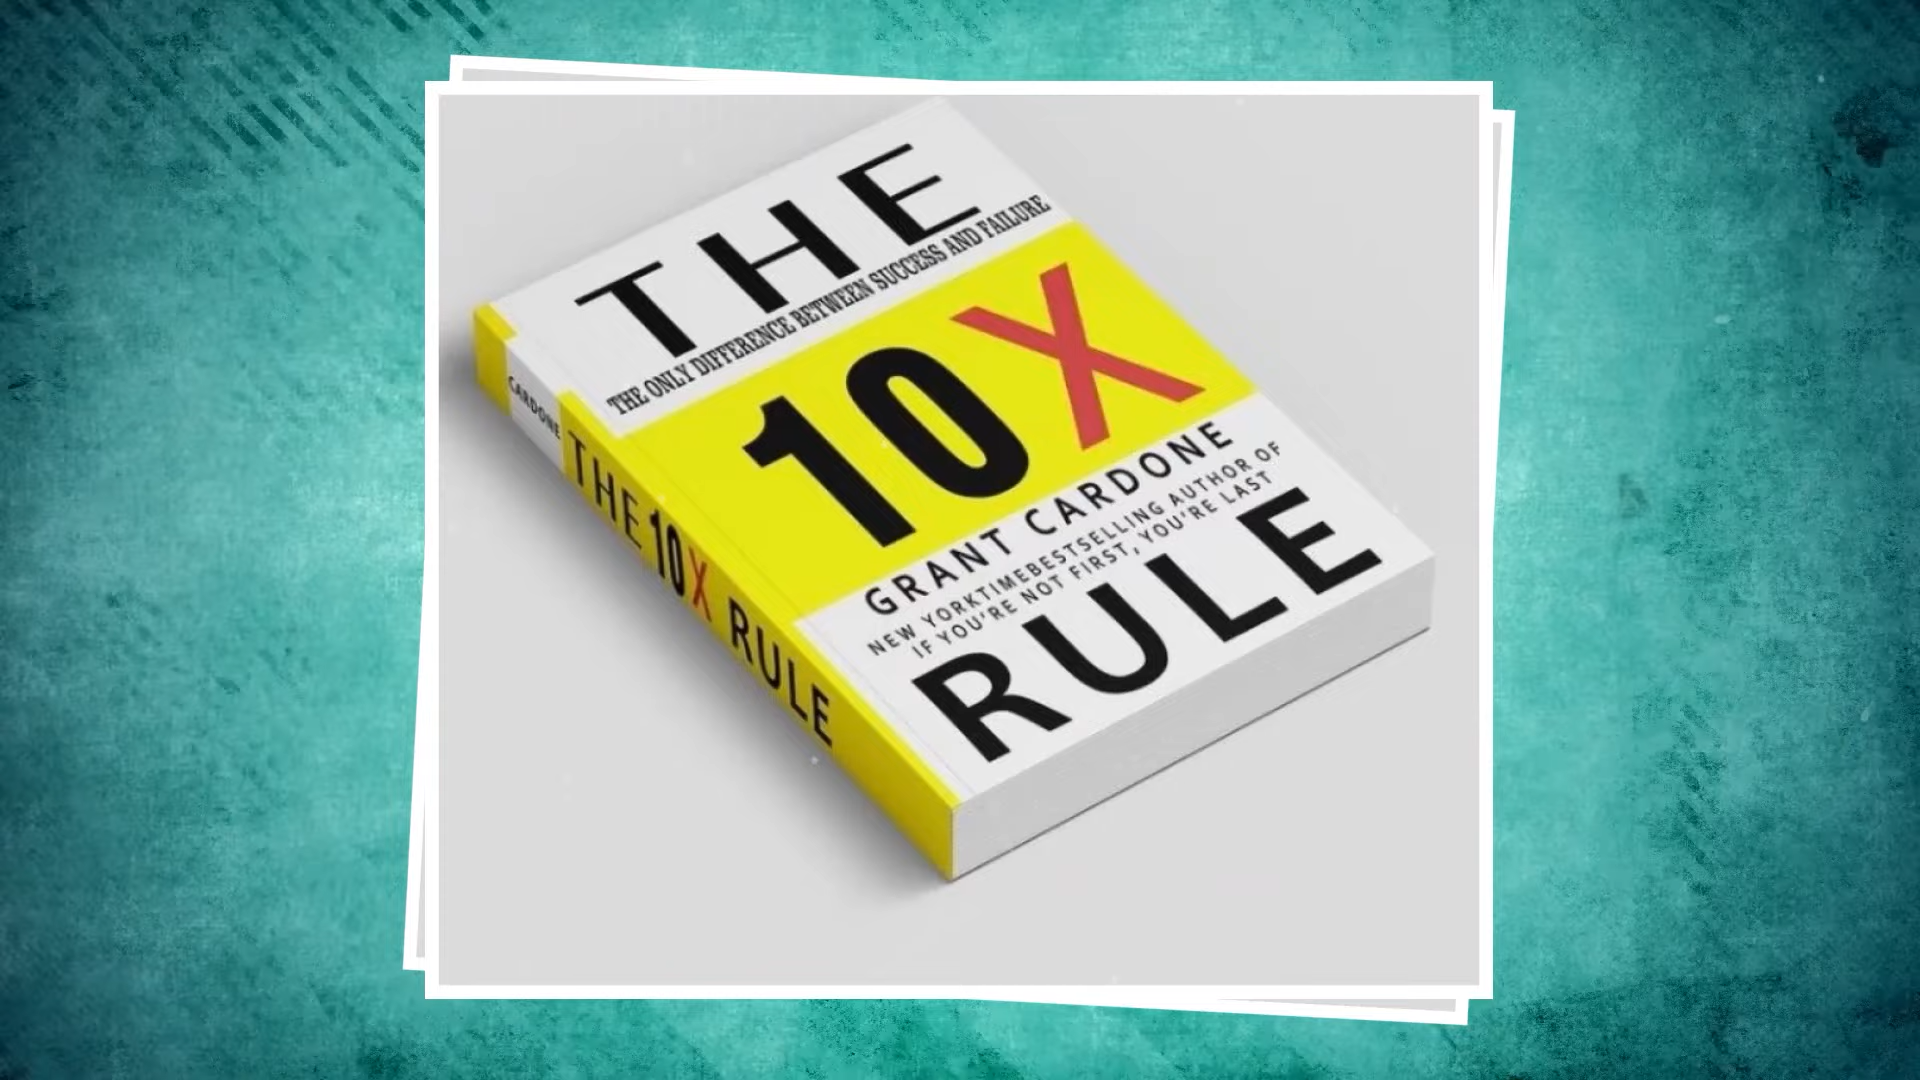 THE
THE ONLY DIFFERENCE BETWEEN SUCCESS AND FAILURE
10X
GRANT CARDONE
NEW YORKTIMEBESTSELLING AUTHOR OF
IF YOU'RE NOT FIRST, YOU'RE LAST
RULE
CARDONE
THE 10X RULE